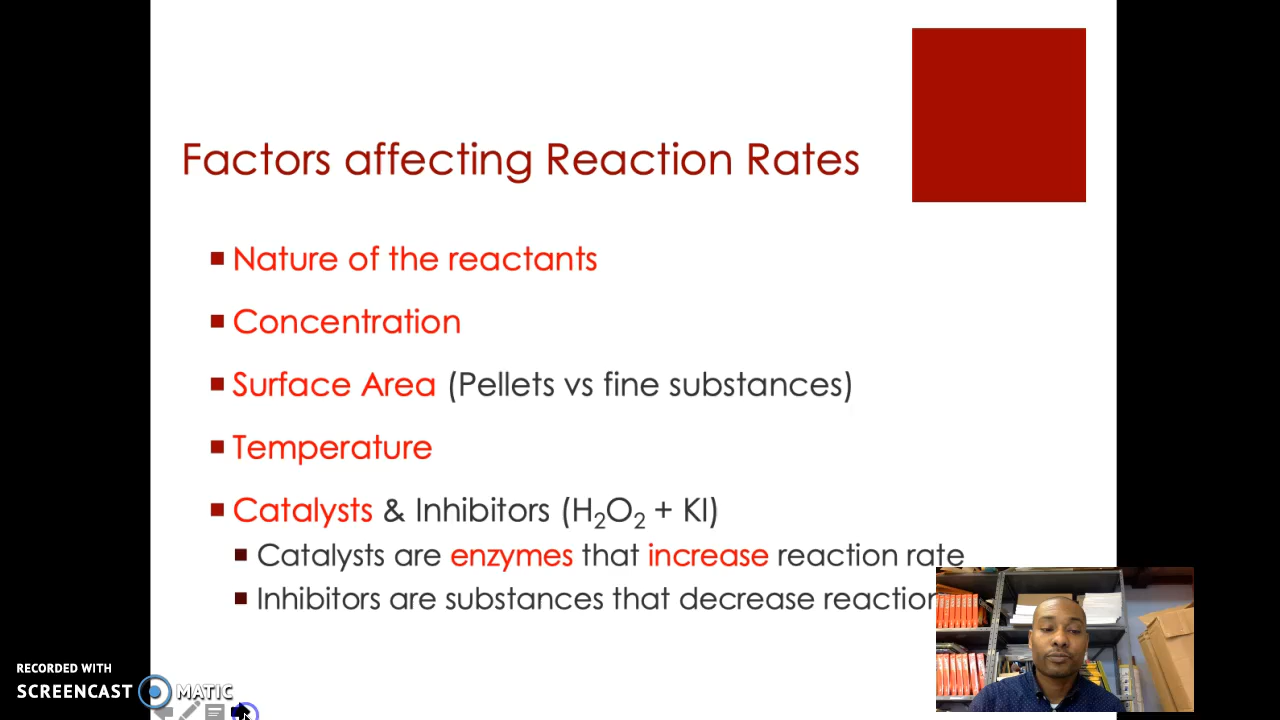 Factors affecting Reaction Rates
Nature of the reactants
Concentration
Surface Area (Pellets vs fine substances)
Temperature
Catalysts & Inhibitors (H₂O₂ + KI)
Catalysts are enzymes that increase reaction rate
Inhibitors are substances that decrease reaction
RECORDED WITH
SCREENCAST MATIC